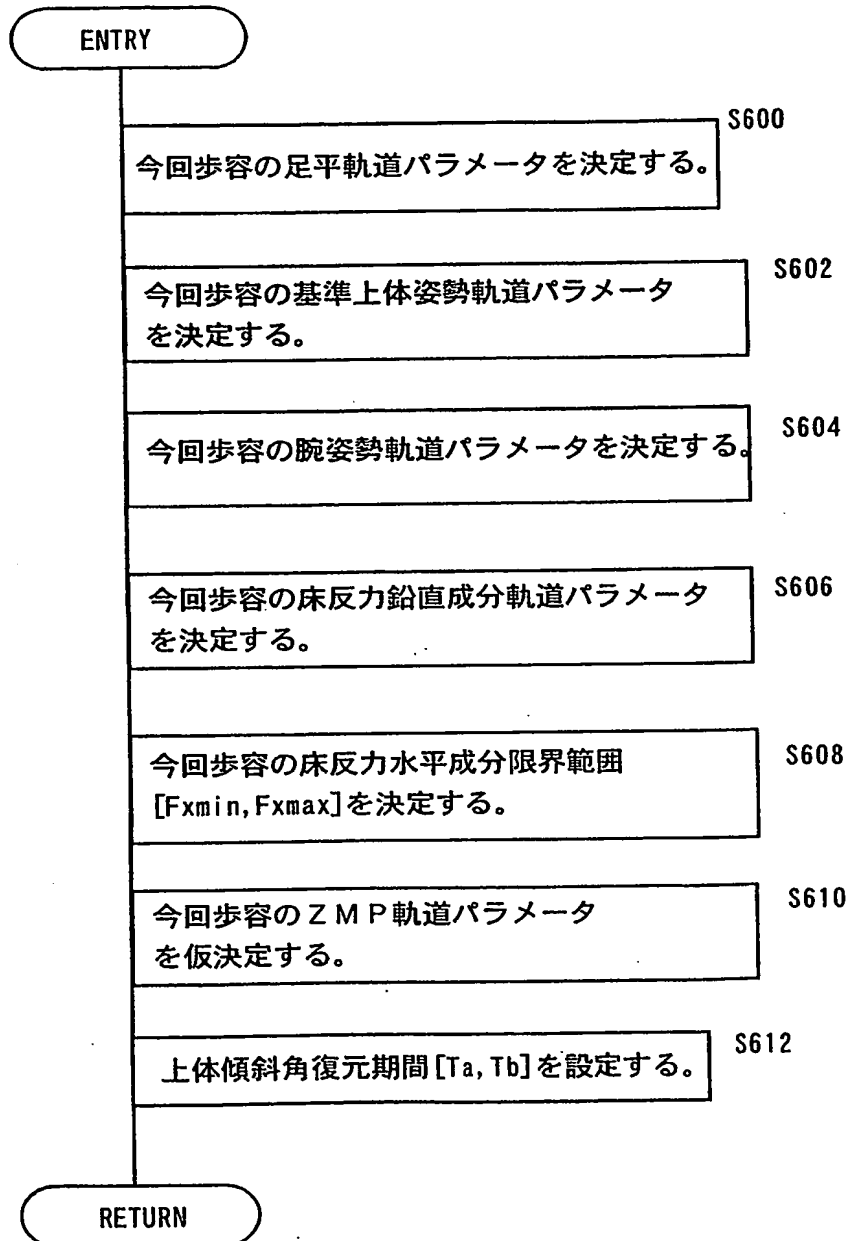 ENTRY
S600
今回歩容の足平軌道パラメータを決定する。
S602
今回歩容の基準上体姿勢軌道パラメータ
を決定する。
S604
今回歩容の腕姿勢軌道パラメータを決定する。
S606
今回歩容の床反力鉛直成分軌道パラメータ
を決定する。
S608
今回歩容の床反力水平成分限界範囲
[Fxmin,Fxmax]を決定する。
S610
今回歩容のＺＭＰ軌道パラメータ
を仮決定する。
S612
上体傾斜角復元期間[Ta,Tb]を設定する。
RETURN